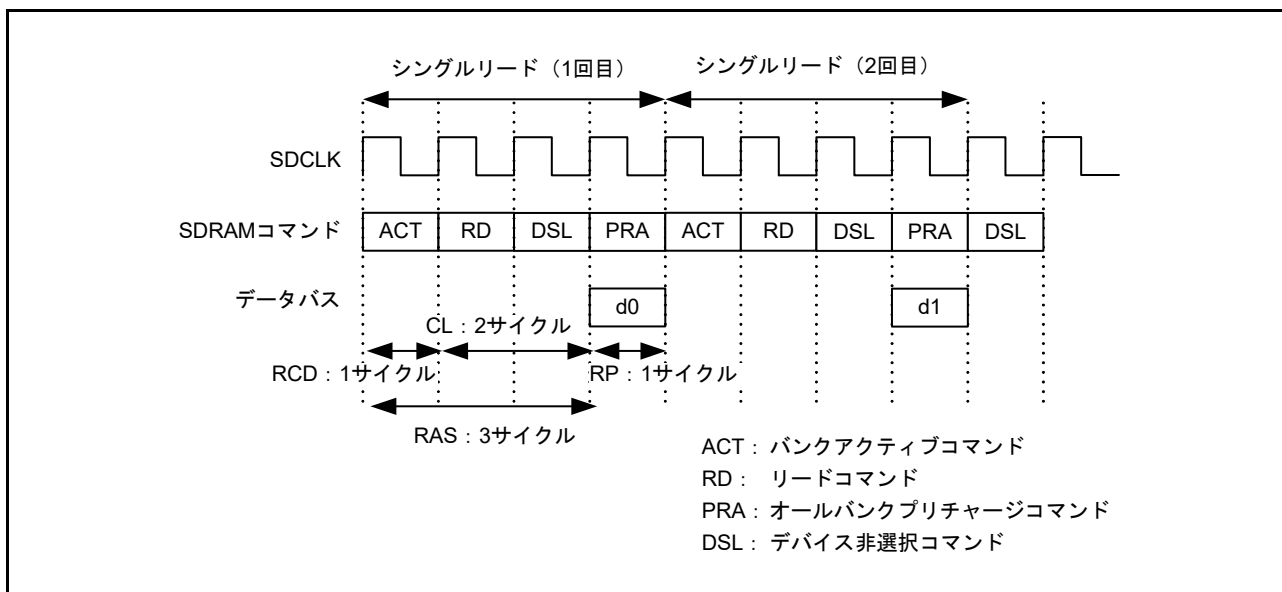 シングルリード（1回目） シングルリード（2回目）
SDCLK
SDRAMコマンド ACT RD DSL PRA ACT RD DSL PRA DSL
データバス d0 d1
CL：2サイクル
RCD：1サイクル RP：1サイクル
RAS：3サイクル
ACT： バンクアクティブコマンド
RD： リードコマンド
PRA： オールバンクプリチャージコマンド
DSL： デバイス非選択コマンド